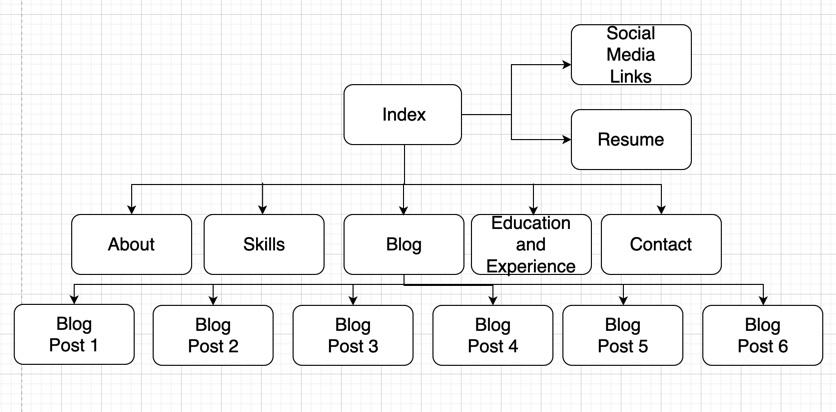 Social
Media
Links
Index
Resume
About
Skills
Blog
Education
and
Experience
Contact
Blog
Post 1
Blog
Post 2
Blog
Post 3
Blog
Post 4
Blog
Post 5
Blog
Post 6